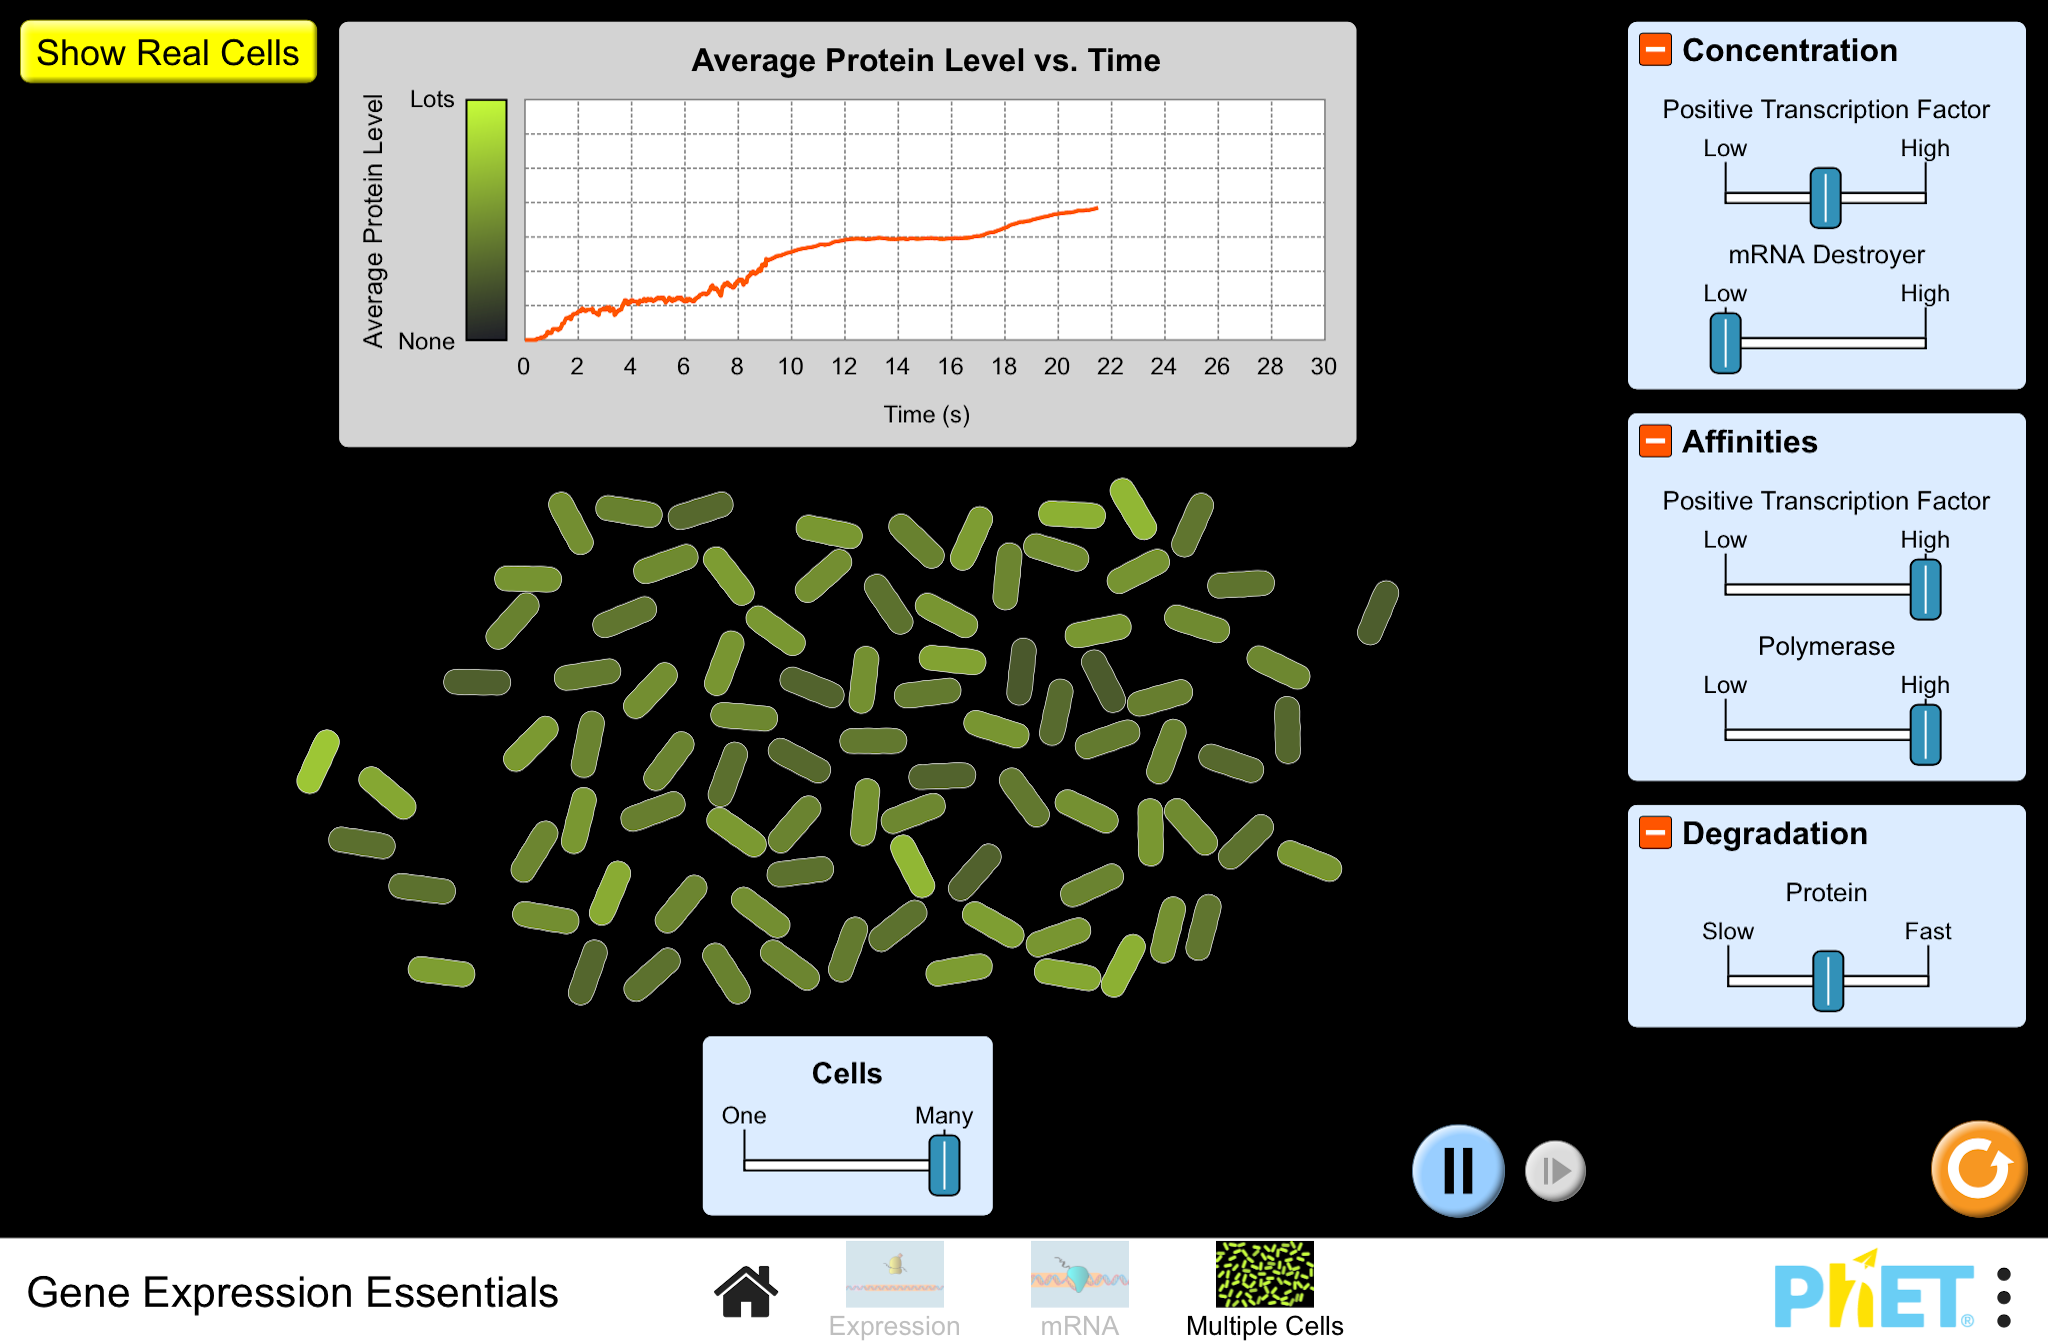 Show Real Cells
Average Protein Level vs. Time
Average Protein Level
Lots
None
0 2 4 6 8 10 12 14 16 18 20 22 24 26 28 30
Time (s)
Concentration
Positive Transcription Factor
Low High
mRNA Destroyer
Low High
Affinities
Positive Transcription Factor
Low High
Polymerase
Low High
Degradation
Protein
Slow Fast
Cells
One Many
Gene Expression Essentials
Expression
mRNA
Multiple Cells
PhET®